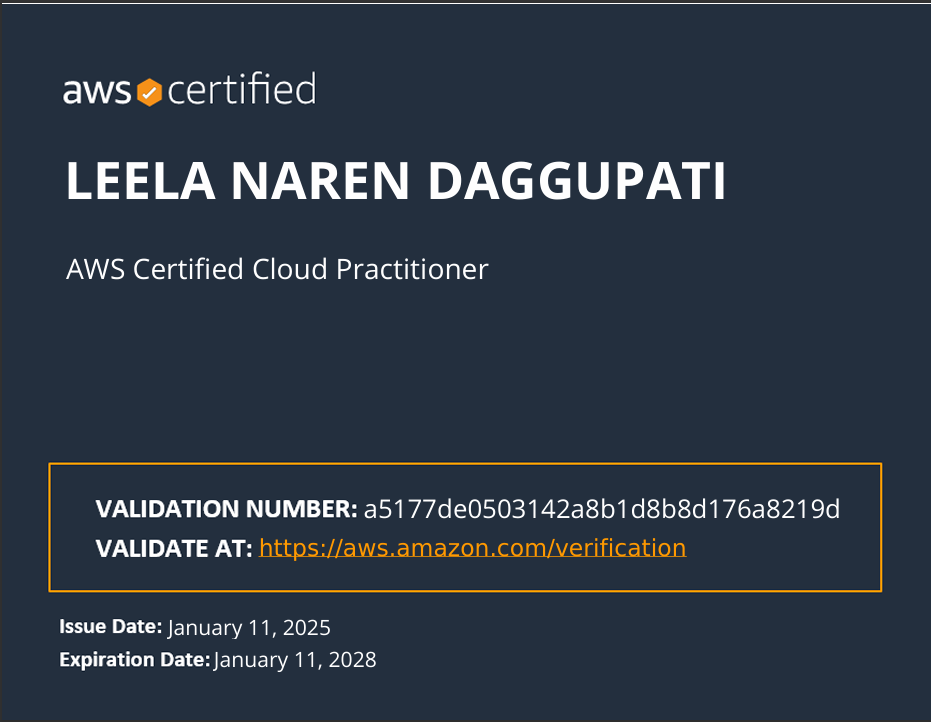 aws certified
LEELA NAREN DAGGUPATI
AWS Certified Cloud Practitioner
VALIDATION NUMBER: a5177de0503142a8b1d8b8d176a8219d
VALIDATE AT: https://aws.amazon.com/verification
Issue Date: January 11, 2025
Expiration Date: January 11, 2028